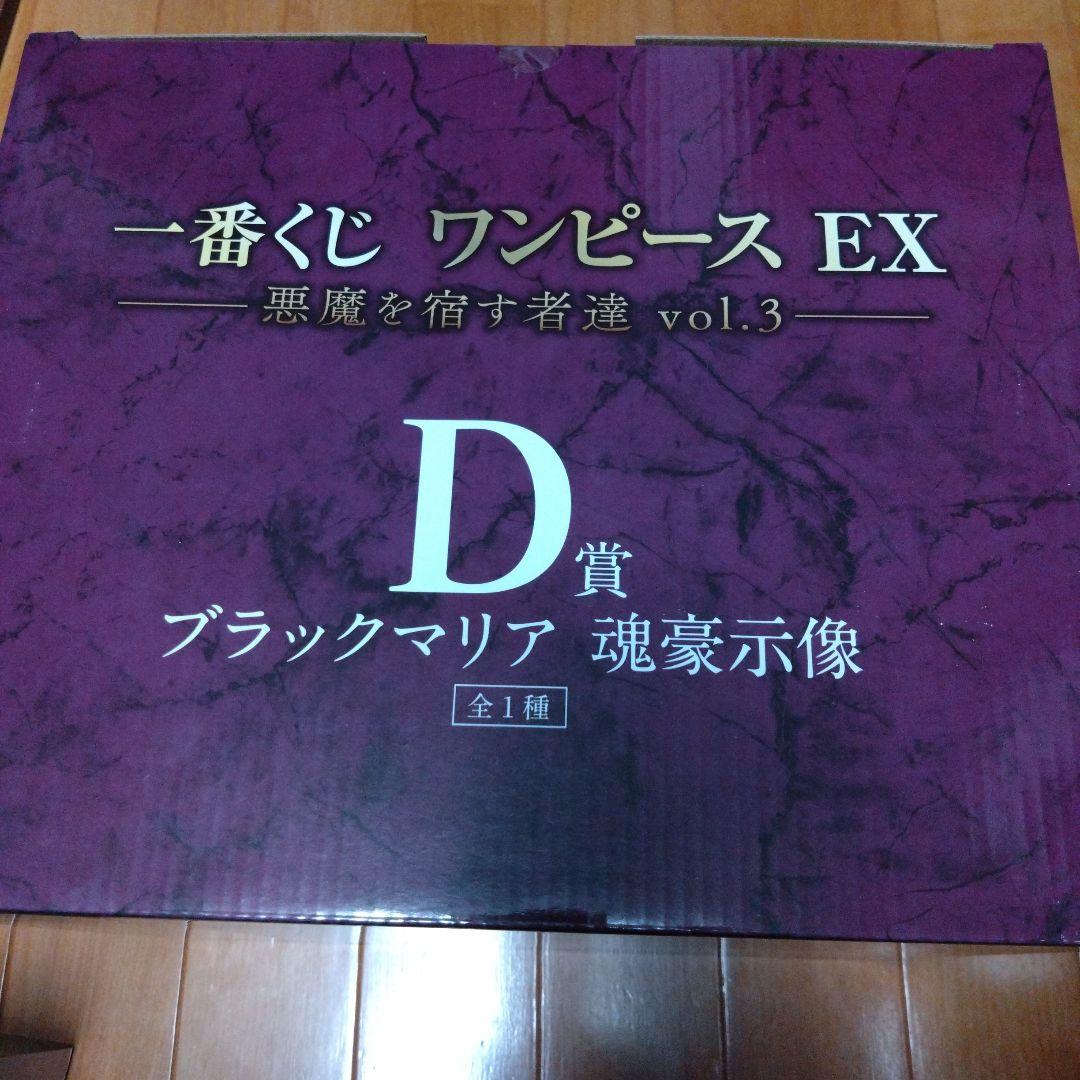 一番くじ ワンピース EX
悪魔を宿す者達 vol.3
D賞
ブラックマリア 魂豪示像
全1種